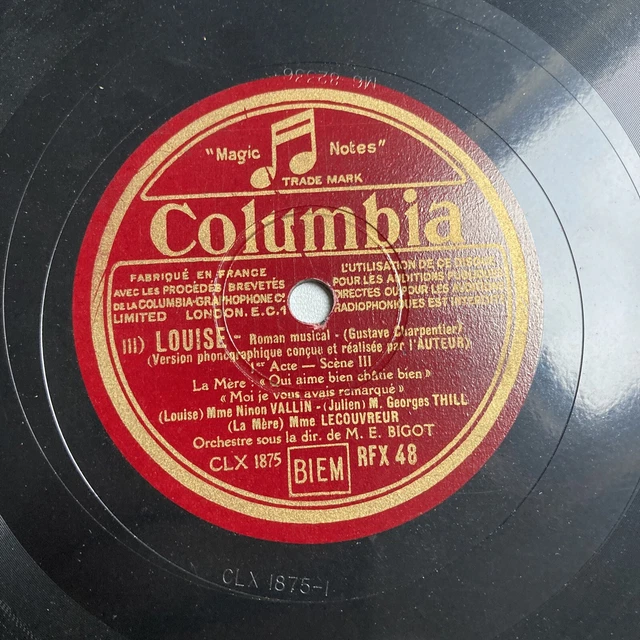 M6-82336
"Magic Notes"
TRADE MARK
Columbia
FABRIQUÉ EN FRANCE
AVEC LES PROCÉDÉS BREVETÉS
DE LA COLUMBIA-GRAPHOPHONE Cº
LIMITED LONDON, E.C.1
L'UTILISATION DE CE DISQUE
POUR LES AUDITIONS PUBLIQUES
DIRECTES OU POUR LES AUDITIONS
RADIOPHONIQUES EST INTERDITE
III) LOUISE - Roman musical - (Gustave Charpentier)
(Version phonographique conçue et réalisée par l'AUTEUR)
1er Acte — Scène III
La Mère : « Qui aime bien châtie bien »
« Moi je vous avais remarqué »
(Louise) Mme Ninon VALLIN - (Julien) M. Georges THILL
(La Mère) Mme LECOUVREUR
Orchestre sous la dir. de M. E. BIGOT
CLX 1875 BIEM RFX 48
CLX 1875-1